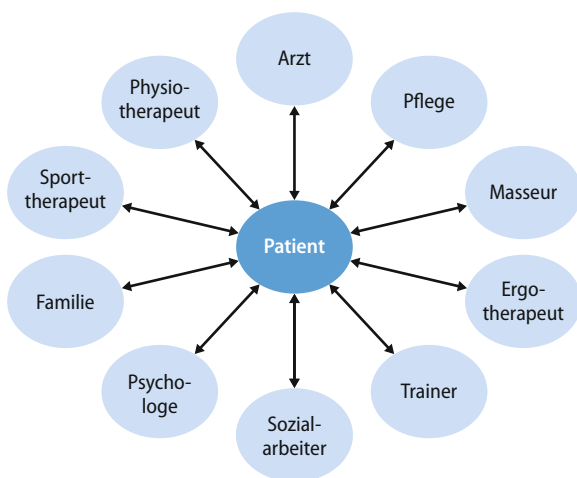 Arzt
Physio-
therapeut
Pflege
Sport-
therapeut
Masseur
Patient
Familie
Ergo-
therapeut
Psycho-
loge
Trainer
Sozial-
arbeiter